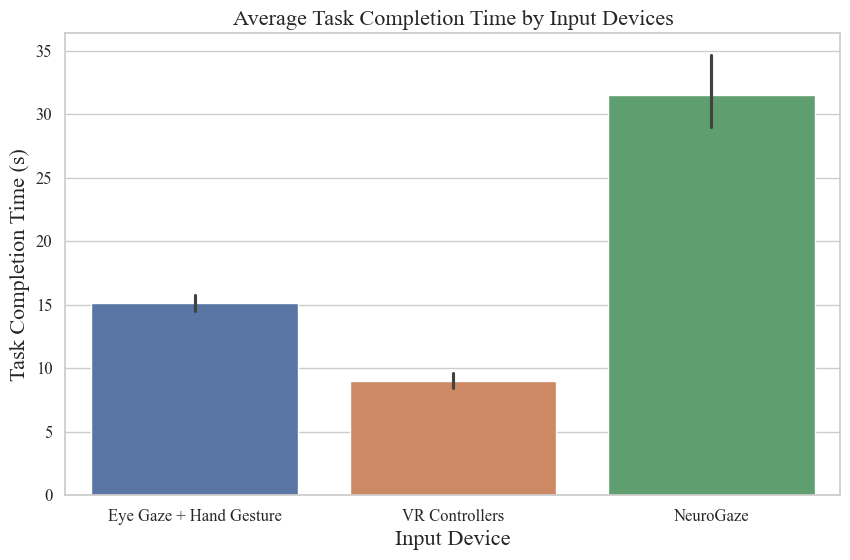 Average Task Completion Time by Input Devices
Task Completion Time (s)
35
30
25
20
15
10
5
0
Eye Gaze + Hand Gesture
VR Controllers
NeuroGaze
Input Device